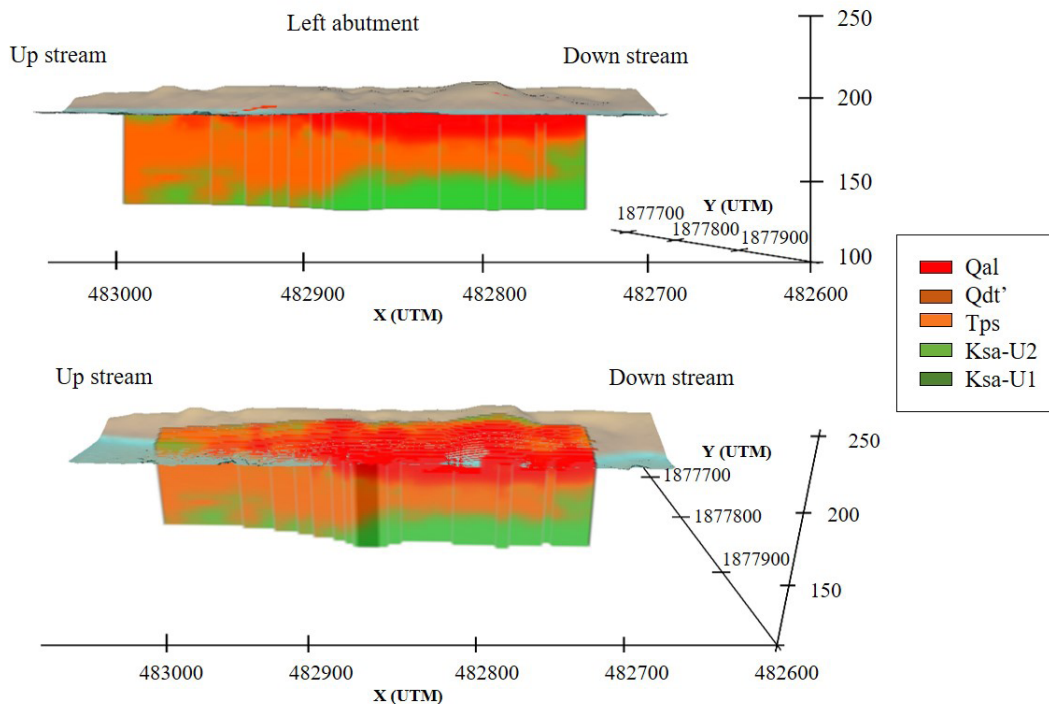 Left abutment
Up stream
Down stream
250
200
150
100
Y (UTM)
1877700
1877800
1877900
483000
482900
482800
482700
482600
X (UTM)
Qal
Qdt’
Tps
Ksa-U2
Ksa-U1
Up stream
Down stream
250
200
150
Y (UTM)
1877700
1877800
1877900
483000
482900
482800
482700
482600
X (UTM)